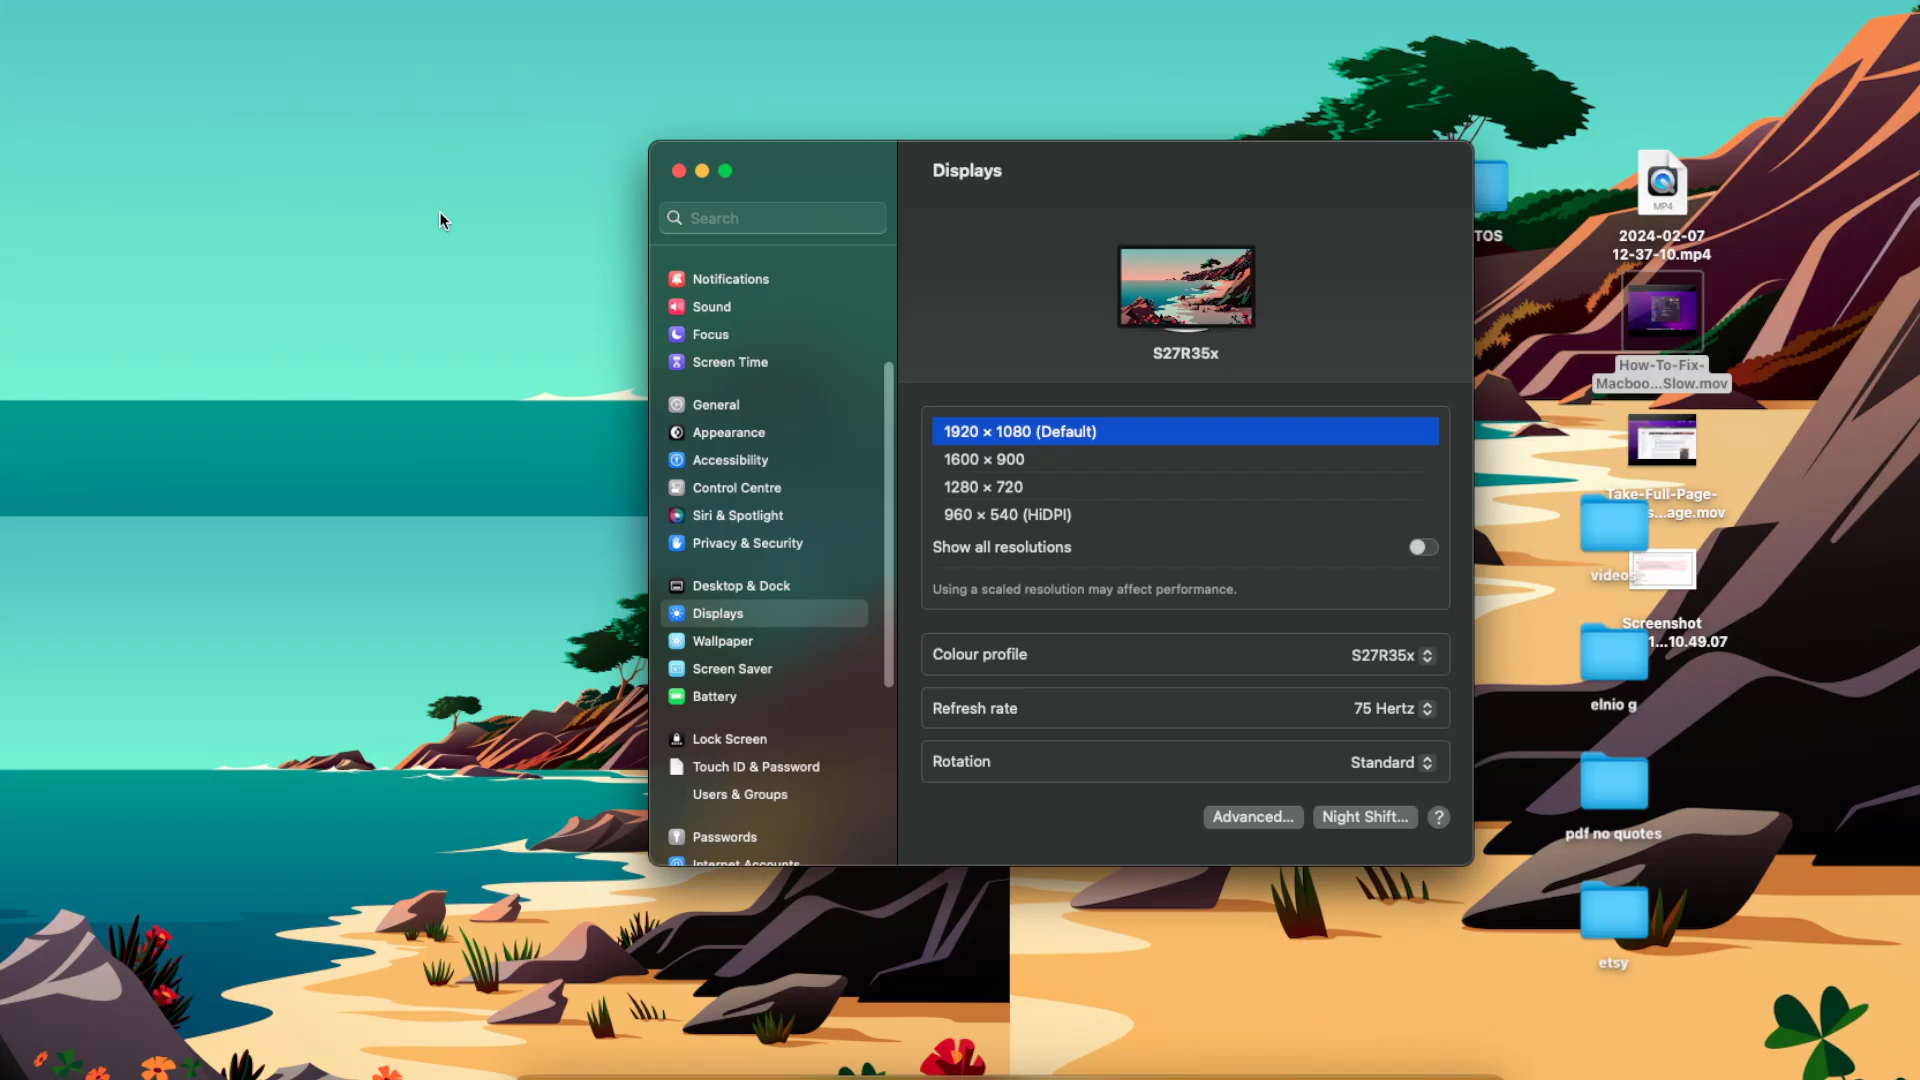 Displays
Search
Notifications
Sound
Focus
Screen Time
General
Appearance
Accessibility
Control Centre
Siri & Spotlight
Privacy & Security
Desktop & Dock
Displays
Wallpaper
Screen Saver
Battery
Lock Screen
Touch ID & Password
Users & Groups
Passwords
Internet Accounts
S27R35x
1920 × 1080 (Default)
1600 × 900
1280 × 720
960 × 540 (HiDPI)
Show all resolutions
Using a scaled resolution may affect performance.
Colour profile
S27R35x
Refresh rate
75 Hertz
Rotation
Standard
Advanced...
Night Shift...
?
TOS
MP4
2024-02-07
12-37-10.mp4
How-To-Fix-
Macboo...Slow.mov
Take-Full-Page-
s...age.mov
videos
Screenshot
1...10.49.07
elnio g
pdf no quotes
etsy